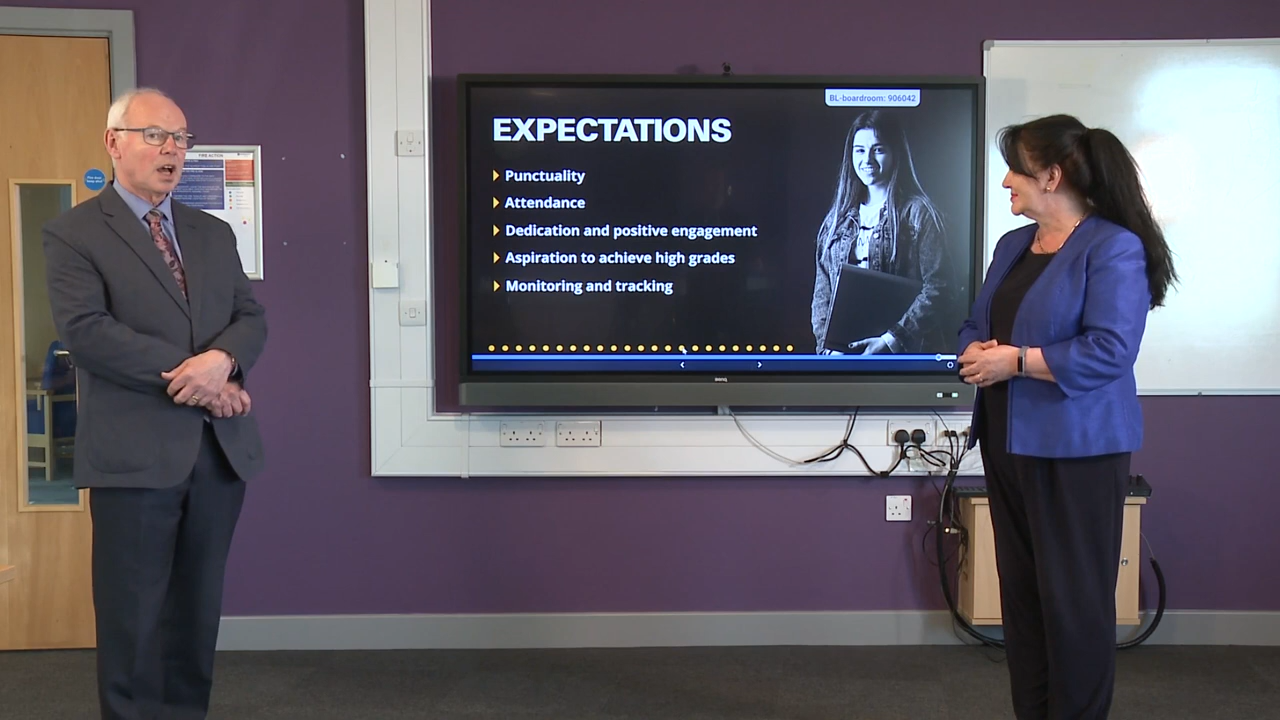 FIRE ACTION
BL-boardroom: 906042
EXPECTATIONS
Punctuality
Attendance
Dedication and positive engagement
Aspiration to achieve high grades
Monitoring and tracking
BenQ